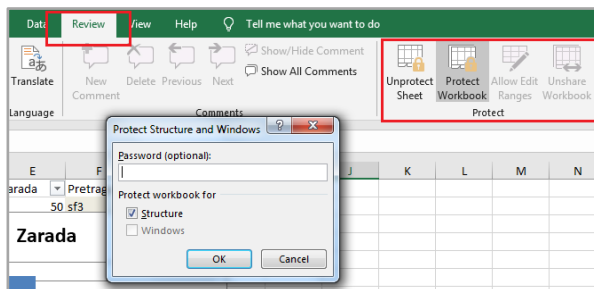 Data Review View Help Tell me what you want to do
Show/Hide Comment
Show All Comments
Translate New Comment Delete Previous Next
Unprotect Sheet Protect Workbook Allow Edit Ranges Unshare Workbook
Language Comments Protect
Protect Structure and Windows ?
Password (optional):
Protect workbook for
Structure
Windows
OK Cancel
E F J K L M N
arada Pretrag
50 sf3
Zarada